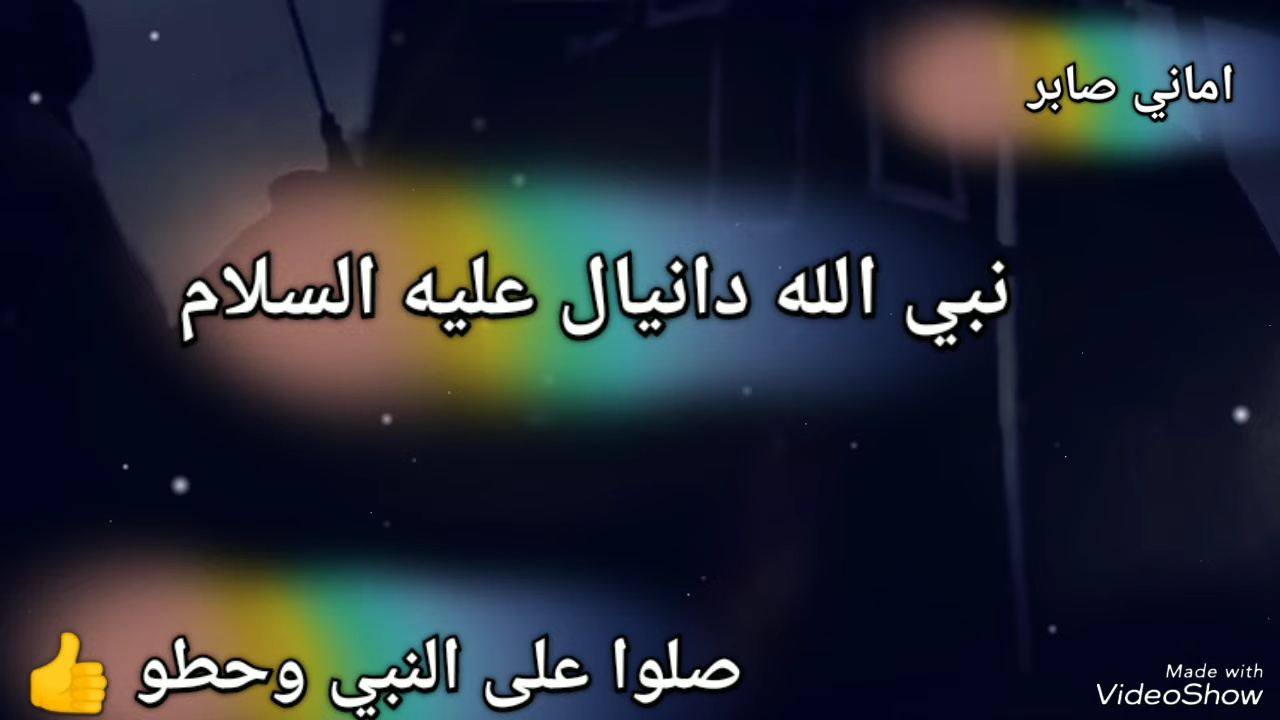 اماني صابر
نبي الله دانيال عليه السلام
صلوا على النبي وحطو 👍
Made with
VideoShow